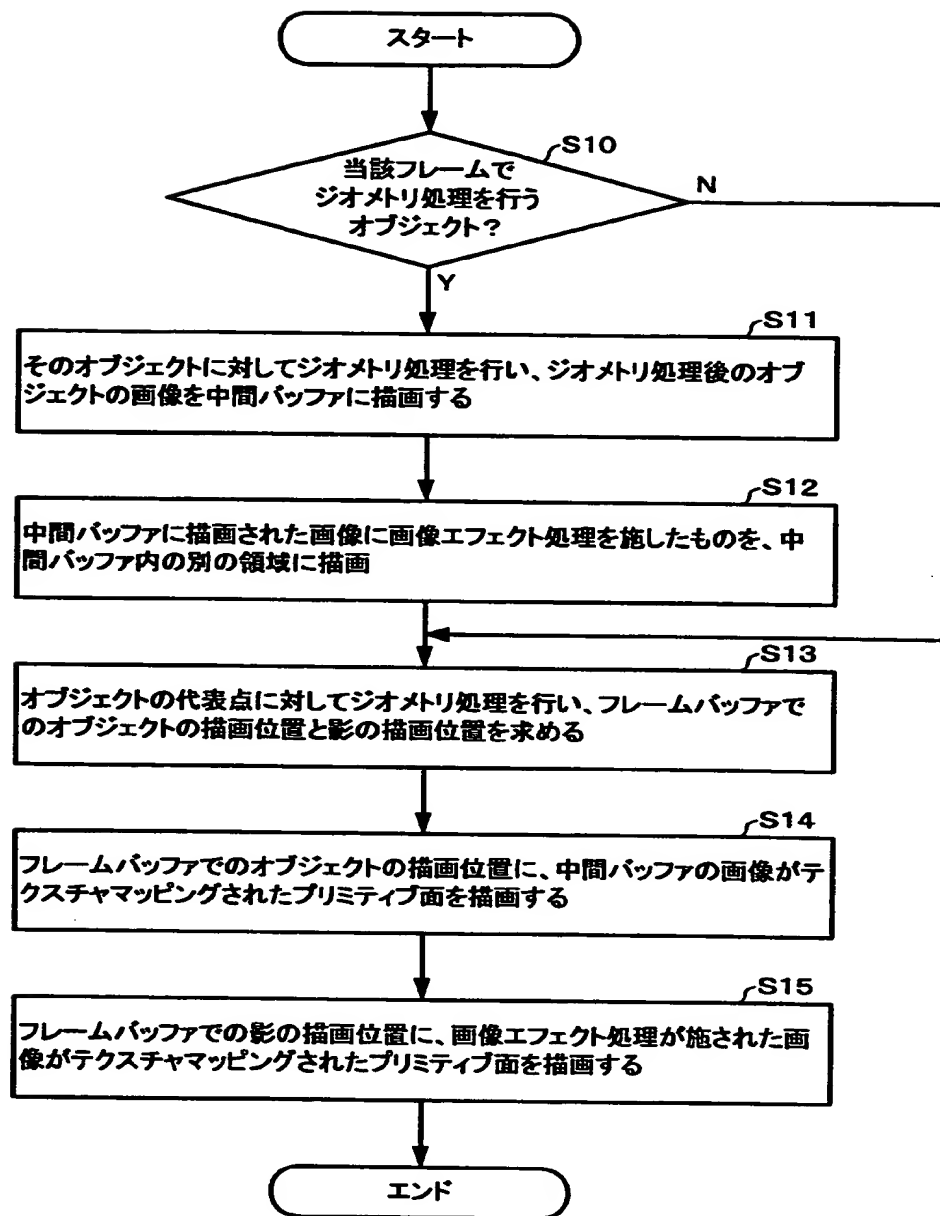 スタート
S10
当該フレームで
ジオメトリ処理を行う
オブジェクト?
N
Y
S11
そのオブジェクトに対してジオメトリ処理を行い、ジオメトリ処理後のオブ
ジェクトの画像を中間バッファに描画する
S12
中間バッファに描画された画像に画像エフェクト処理を施したものを、中
間バッファ内の別の領域に描画
S13
オブジェクトの代表点に対してジオメトリ処理を行い、フレームバッファで
のオブジェクトの描画位置と影の描画位置を求める
S14
フレームバッファでのオブジェクトの描画位置に、中間バッファの画像がテ
クスチャマッピングされたプリミティブ面を描画する
S15
フレームバッファでの影の描画位置に、画像エフェクト処理が施された画
像がテクスチャマッピングされたプリミティブ面を描画する
エンド